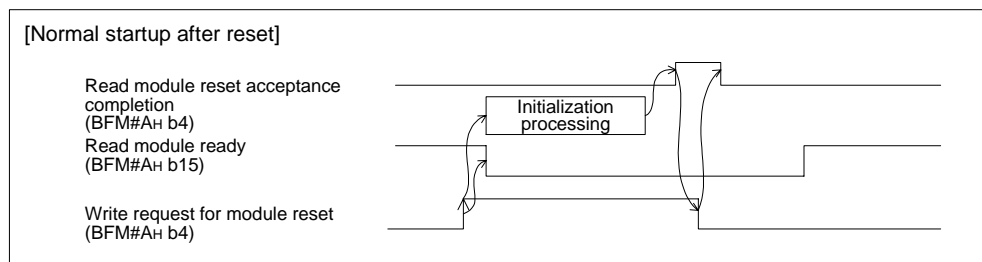 [Normal startup after reset]
Read module reset acceptance
completion
(BFM#AH b4)
Initialization
processing
Read module ready
(BFM#AH b15)
Write request for module reset
(BFM#AH b4)